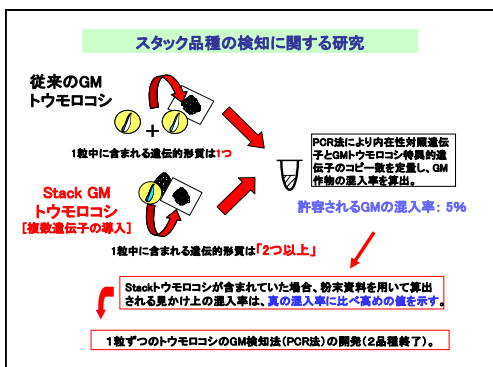 スタック品種の検知に関する研究
従来のGM
トウモロコシ
+
1粒中に含まれる遺伝的形質は1つ
PCR法により内在性対照遺伝
子とGMトウモロコシ特異的遺
伝子のコピー数を定量し、GM
作物の混入率を算出。
Stack GM
トウモロコシ
[複数遺伝子の導入]
許容されるGMの混入率：5%
1粒中に含まれる遺伝的形質は「2つ以上」
Stackトウモロコシが含まれていた場合、粉末資料を用いて算出
される見かけ上の混入率は、真の混入率に比べ高めの値を示す。
1粒ずつのトウモロコシのGM検知法(PCR法)の開発(2品種終了)。